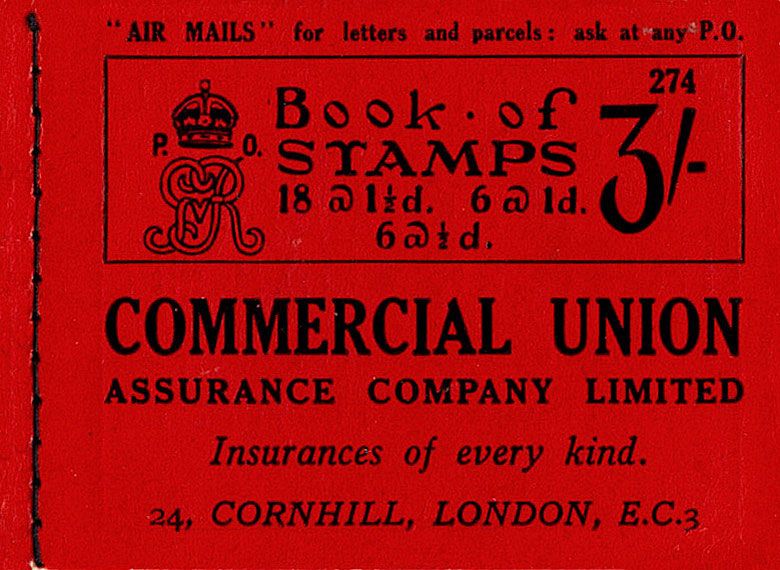 "AIR MAILS" for letters and parcels: ask at any P.O.
274
P. O.
Book · of 3/-
STAMPS
18 @ 1½d. 6 @ 1d.
6 @ ½d.
COMMERCIAL UNION
ASSURANCE COMPANY LIMITED
Insurances of every kind.
24, CORNHILL, LONDON, E.C.3